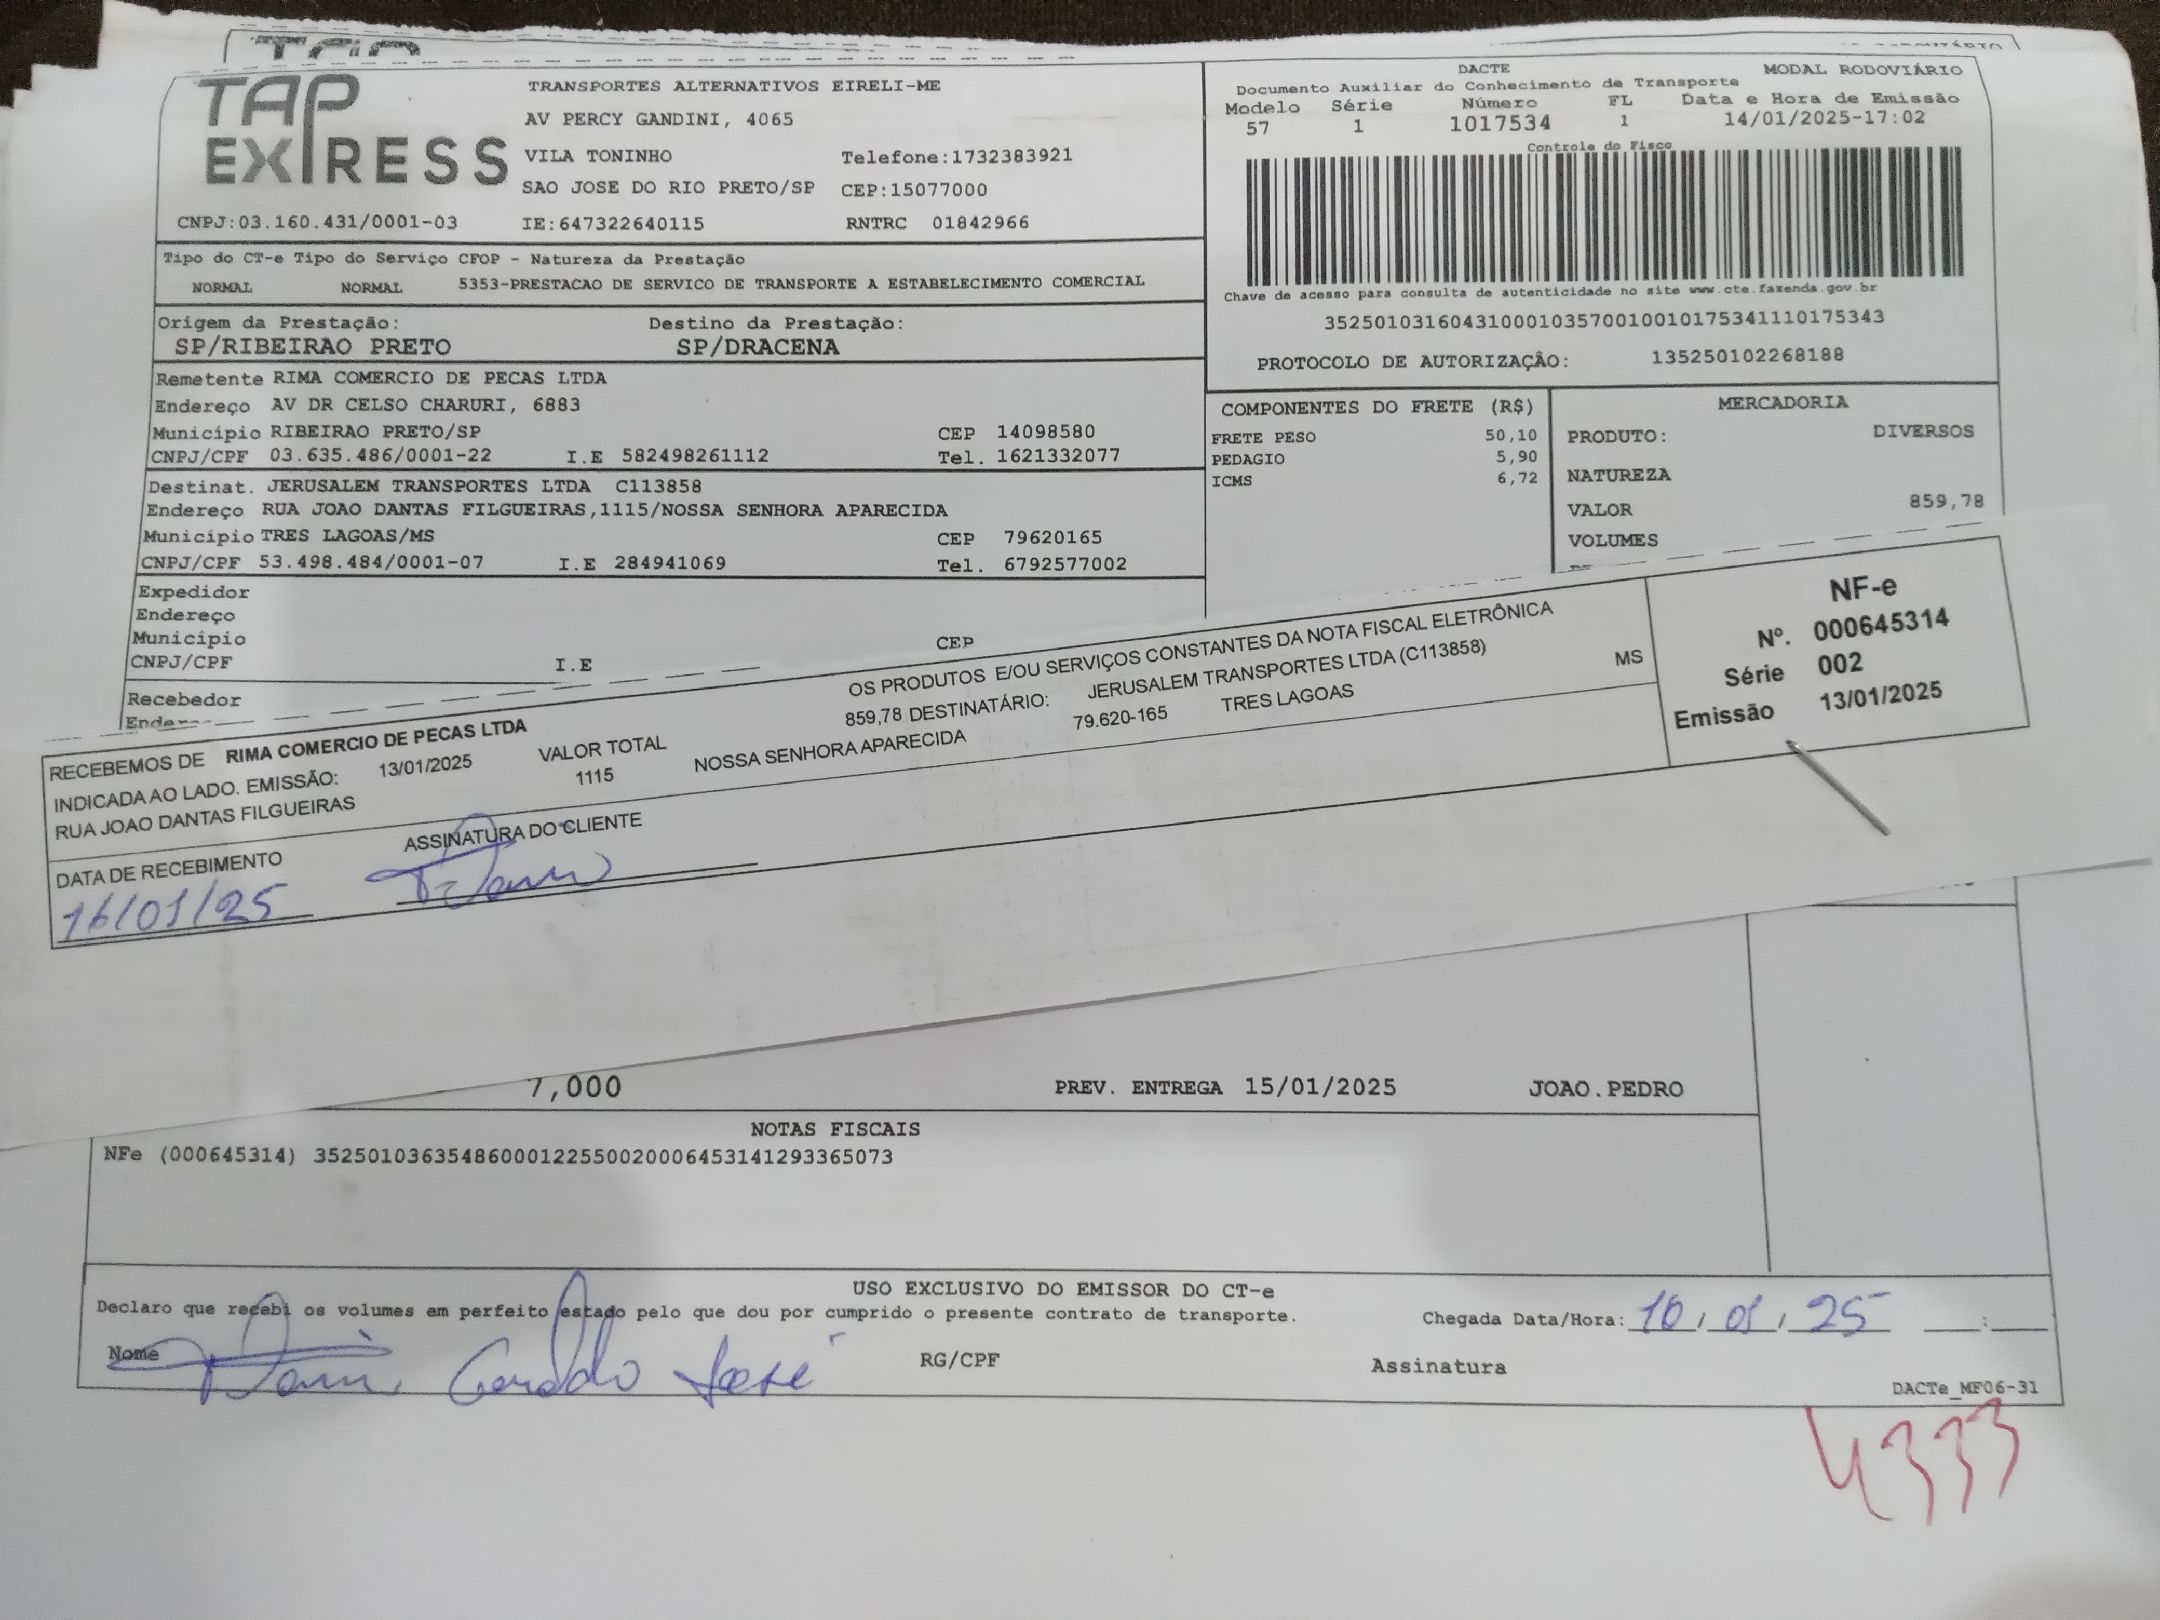 TAP EXPRESS
TRANSPORTES ALTERNATIVOS EIRELI-ME
AV PERCY GANDINI, 4065
VILA TONINHO Telefone:1732383921
SAO JOSE DO RIO PRETO/SP CEP:15077000
CNPJ:03.160.431/0001-03 IE:647322640115 RNTRC 01842966
DACTE MODAL RODOVIÁRIO
Documento Auxiliar do Conhecimento de Transporte
Modelo Série Número FL Data e Hora de Emissão
57 1 1017534 1 14/01/2025-17:02
Controle do Fisco
Chave de acesso para consulta de autenticidade no site www.cte.fazenda.gov.br
35250103160431000103570010010175341110175343
PROTOCOLO DE AUTORIZAÇÂO: 135250102268188
Tipo do CT-e Tipo do Serviço CFOP - Natureza da Prestação
NORMAL NORMAL 5353-PRESTACAO DE SERVICO DE TRANSPORTE A ESTABELECIMENTO COMERCIAL
Origem da Prestação: Destino da Prestação:
SP/RIBEIRAO PRETO SP/DRACENA
Remetente RIMA COMERCIO DE PECAS LTDA
Endereço AV DR CELSO CHARURI, 6883
Município RIBEIRAO PRETO/SP CEP 14098580
CNPJ/CPF 03.635.486/0001-22 I.E 582498261112 Tel. 1621332077
Destinat. JERUSALEM TRANSPORTES LTDA C113858
Endereço RUA JOAO DANTAS FILGUEIRAS,1115/NOSSA SENHORA APARECIDA
Município TRES LAGOAS/MS CEP 79620165
CNPJ/CPF 53.498.484/0001-07 I.E 284941069 Tel. 6792577002
Expedidor
Endereço
Município CEP
CNPJ/CPF I.E
Recebedor
COMPONENTES DO FRETE (R$)
FRETE PESO 50,10
PEDAGIO 5,90
ICMS 6,72
MERCADORIA
PRODUTO: DIVERSOS
NATUREZA
VALOR 859,78
VOLUMES
RECEBEMOS DE RIMA COMERCIO DE PECAS LTDA OS PRODUTOS E/OU SERVIÇOS CONSTANTES DA NOTA FISCAL ELETRÔNICA
INDICADA AO LADO. EMISSÃO: 13/01/2025 VALOR TOTAL 859,78 DESTINATÁRIO: JERUSALEM TRANSPORTES LTDA (C113858)
RUA JOAO DANTAS FILGUEIRAS 1115 NOSSA SENHORA APARECIDA 79.620-165 TRES LAGOAS MS
DATA DE RECEBIMENTO ASSINATURA DO CLIENTE
16/01/25
NF-e
Nº. 000645314
Série 002
Emissão 13/01/2025
7,000 PREV. ENTREGA 15/01/2025 JOAO.PEDRO
NOTAS FISCAIS
NFe (000645314) 35250103635486000122550020006453141293365073
USO EXCLUSIVO DO EMISSOR DO CT-e
Declaro que recebi os volumes em perfeito estado pelo que dou por cumprido o presente contrato de transporte. Chegada Data/Hora: 16/01/25 :
Nome RG/CPF Assinatura
DACTe_MF06-31
4333